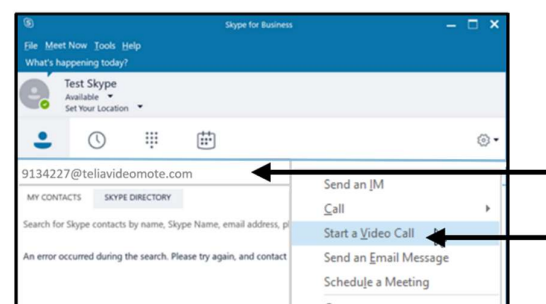 Skype for Business
File Meet Now Tools Help
What's happening today?
Test Skype
Available
Set Your Location
9134227@teliavideomote.com
MY CONTACTS SKYPE DIRECTORY
Search for Skype contacts by name, Skype Name, email address,
An error occurred during the search. Please try again, and contact
Send an IM
Call
Start a Video Call
Send an Email Message
Schedule a Meeting